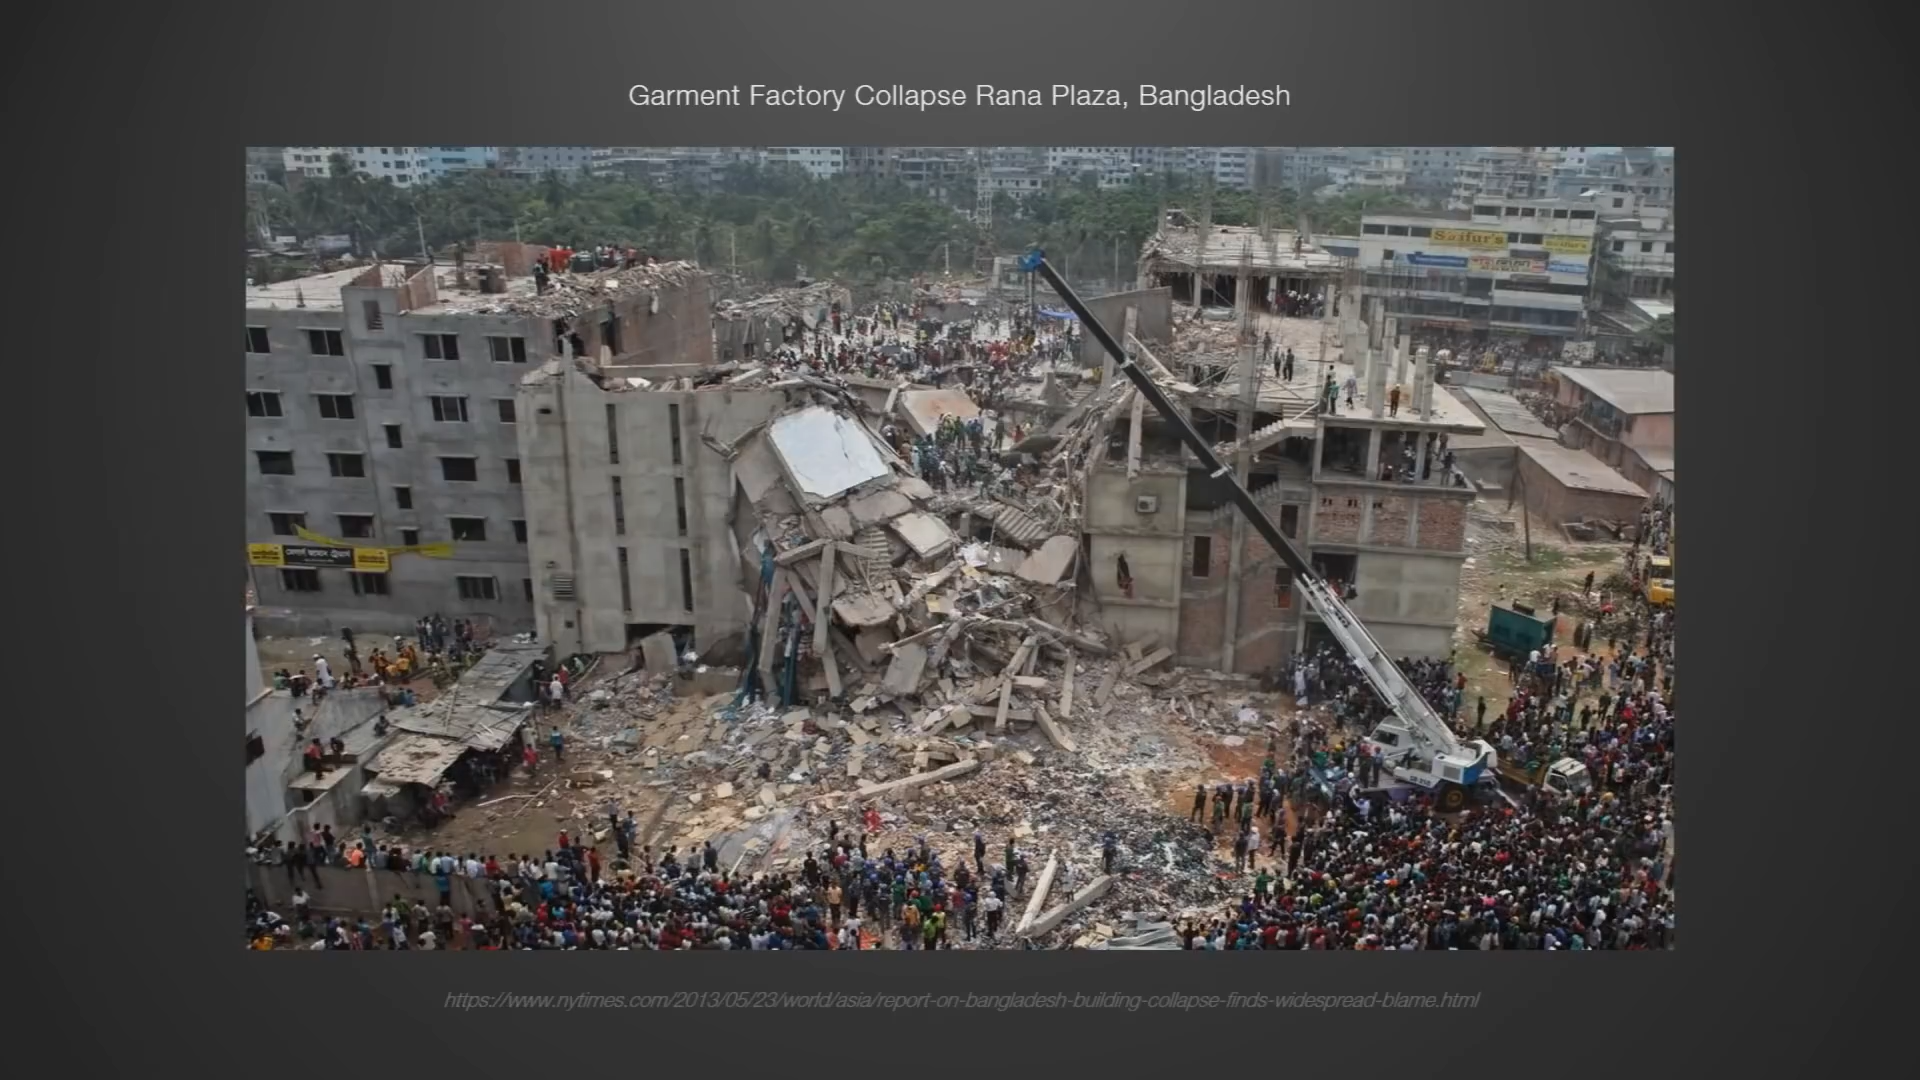 Garment Factory Collapse Rana Plaza, Bangladesh
Saifur's
https://www.nytimes.com/2013/05/23/world/asia/report-on-bangladesh-building-collapse-finds-widespread-blame.html